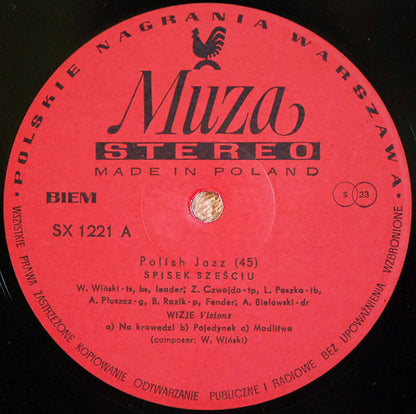 • POLSKIE NAGRANIA WARSZAWA •
Muza
STEREO
MADE IN POLAND
BIEM
S 33
SX 1221 A
Polish Jazz (45)
SPISEK SZEŚCIU
W. Wiński-ts, bs, leader; Z. Czwojda-tp, L. Paszko-tb,
A. Pluszcz-g, B. Razik-p, Fender; A. Bielawski-dr
WIZJE Visions
a) Na krawędzi b) Pojedynek c) Modlitwa
(composer: W. Wiński)
WSZYSTKIE PRAWA ZASTRZEŻONE KOPIOWANIE ODTWARZANIE PUBLICZNE I RADIOWE BEZ UPOWAŻNIENIA WZBRONIONE